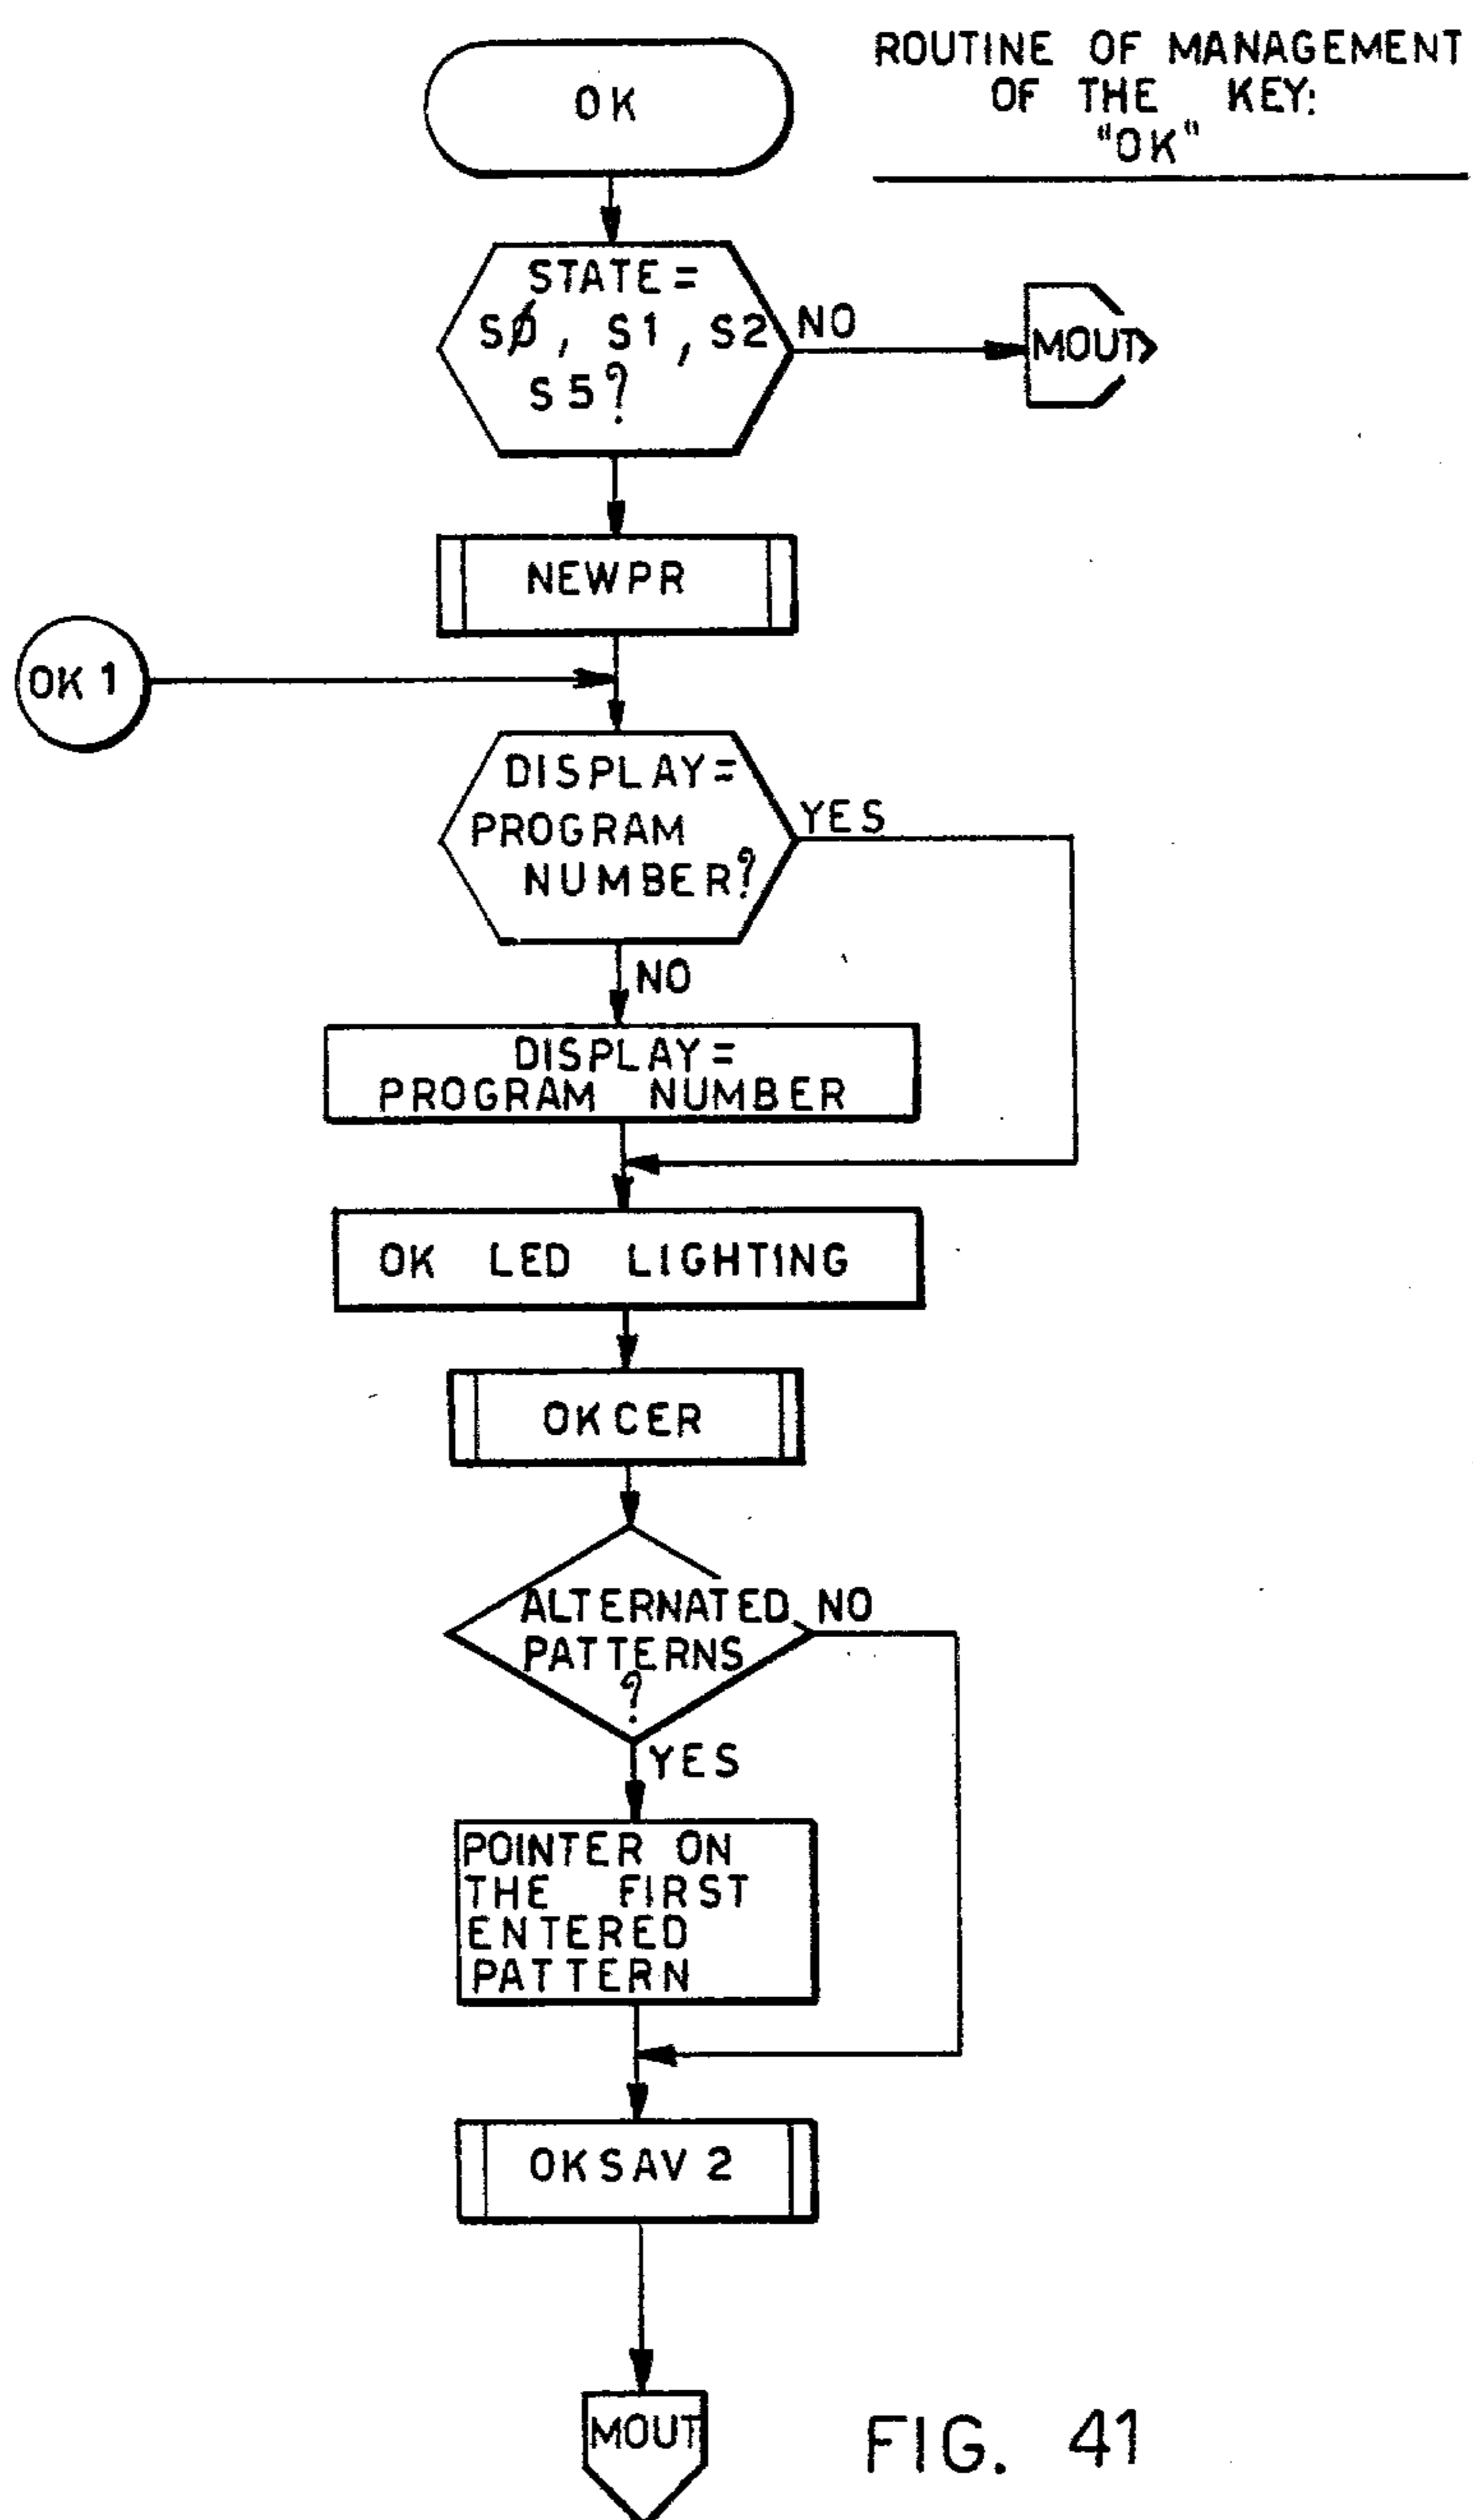 ROUTINE OF MANAGEMENT
OF THE KEY:
"OK"
OK
STATE=
SØ, S1, S2
S5?
NO
MOUT
NEWPR
OK1
DISPLAY=
PROGRAM
NUMBER?
YES
NO
DISPLAY=
PROGRAM NUMBER
OK LED LIGHTING
OKCER
ALTERNATED
PATTERNS
?
NO
YES
POINTER ON
THE FIRST
ENTERED
PATTERN
OKSAV 2
MOUT
FIG. 41